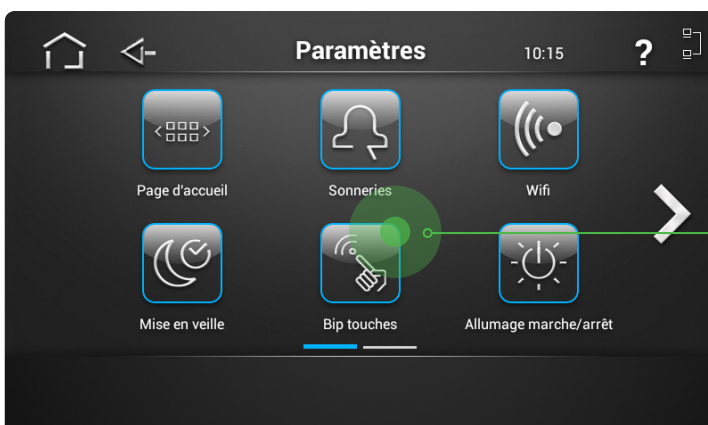 Paramètres 10:15 ?
Page d'accueil Sonneries Wifi
Mise en veille Bip touches Allumage marche/arrêt